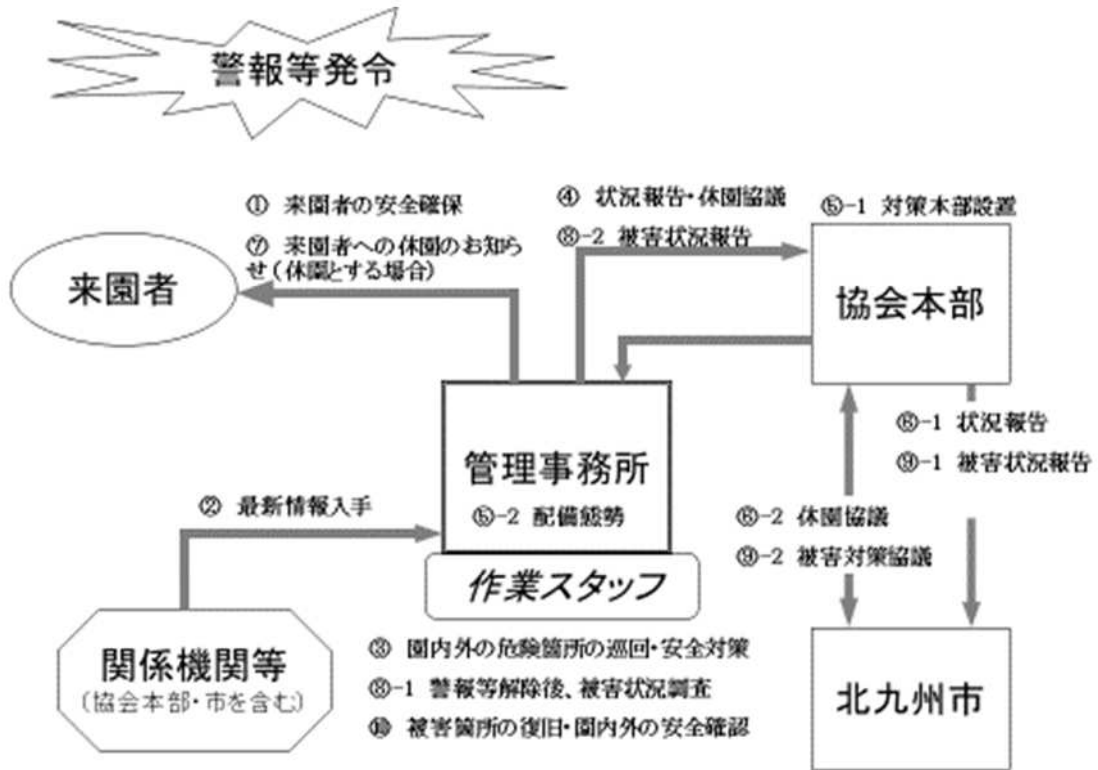 警報等発令
① 来園者の安全確保
⑦ 来園者への休園のお知ら
せ(休園とする場合)
④ 状況報告・休園協議
⑧-2 被害状況報告
⑤-1 対策本部設置
来園者
協会本部
⑥-1 状況報告
⑨-1 被害状況報告
管理事務所
⑤-2 配備態勢
② 最新情報入手
⑥-2 休園協議
⑨-2 被害対策協議
作業スタッフ
関係機関等
(協会本部・市を含む)
③ 園内外の危険箇所の巡回・安全対策
⑧-1 警報等解除後、被害状況調査
⑩ 被害箇所の復旧・園内外の安全確認
北九州市